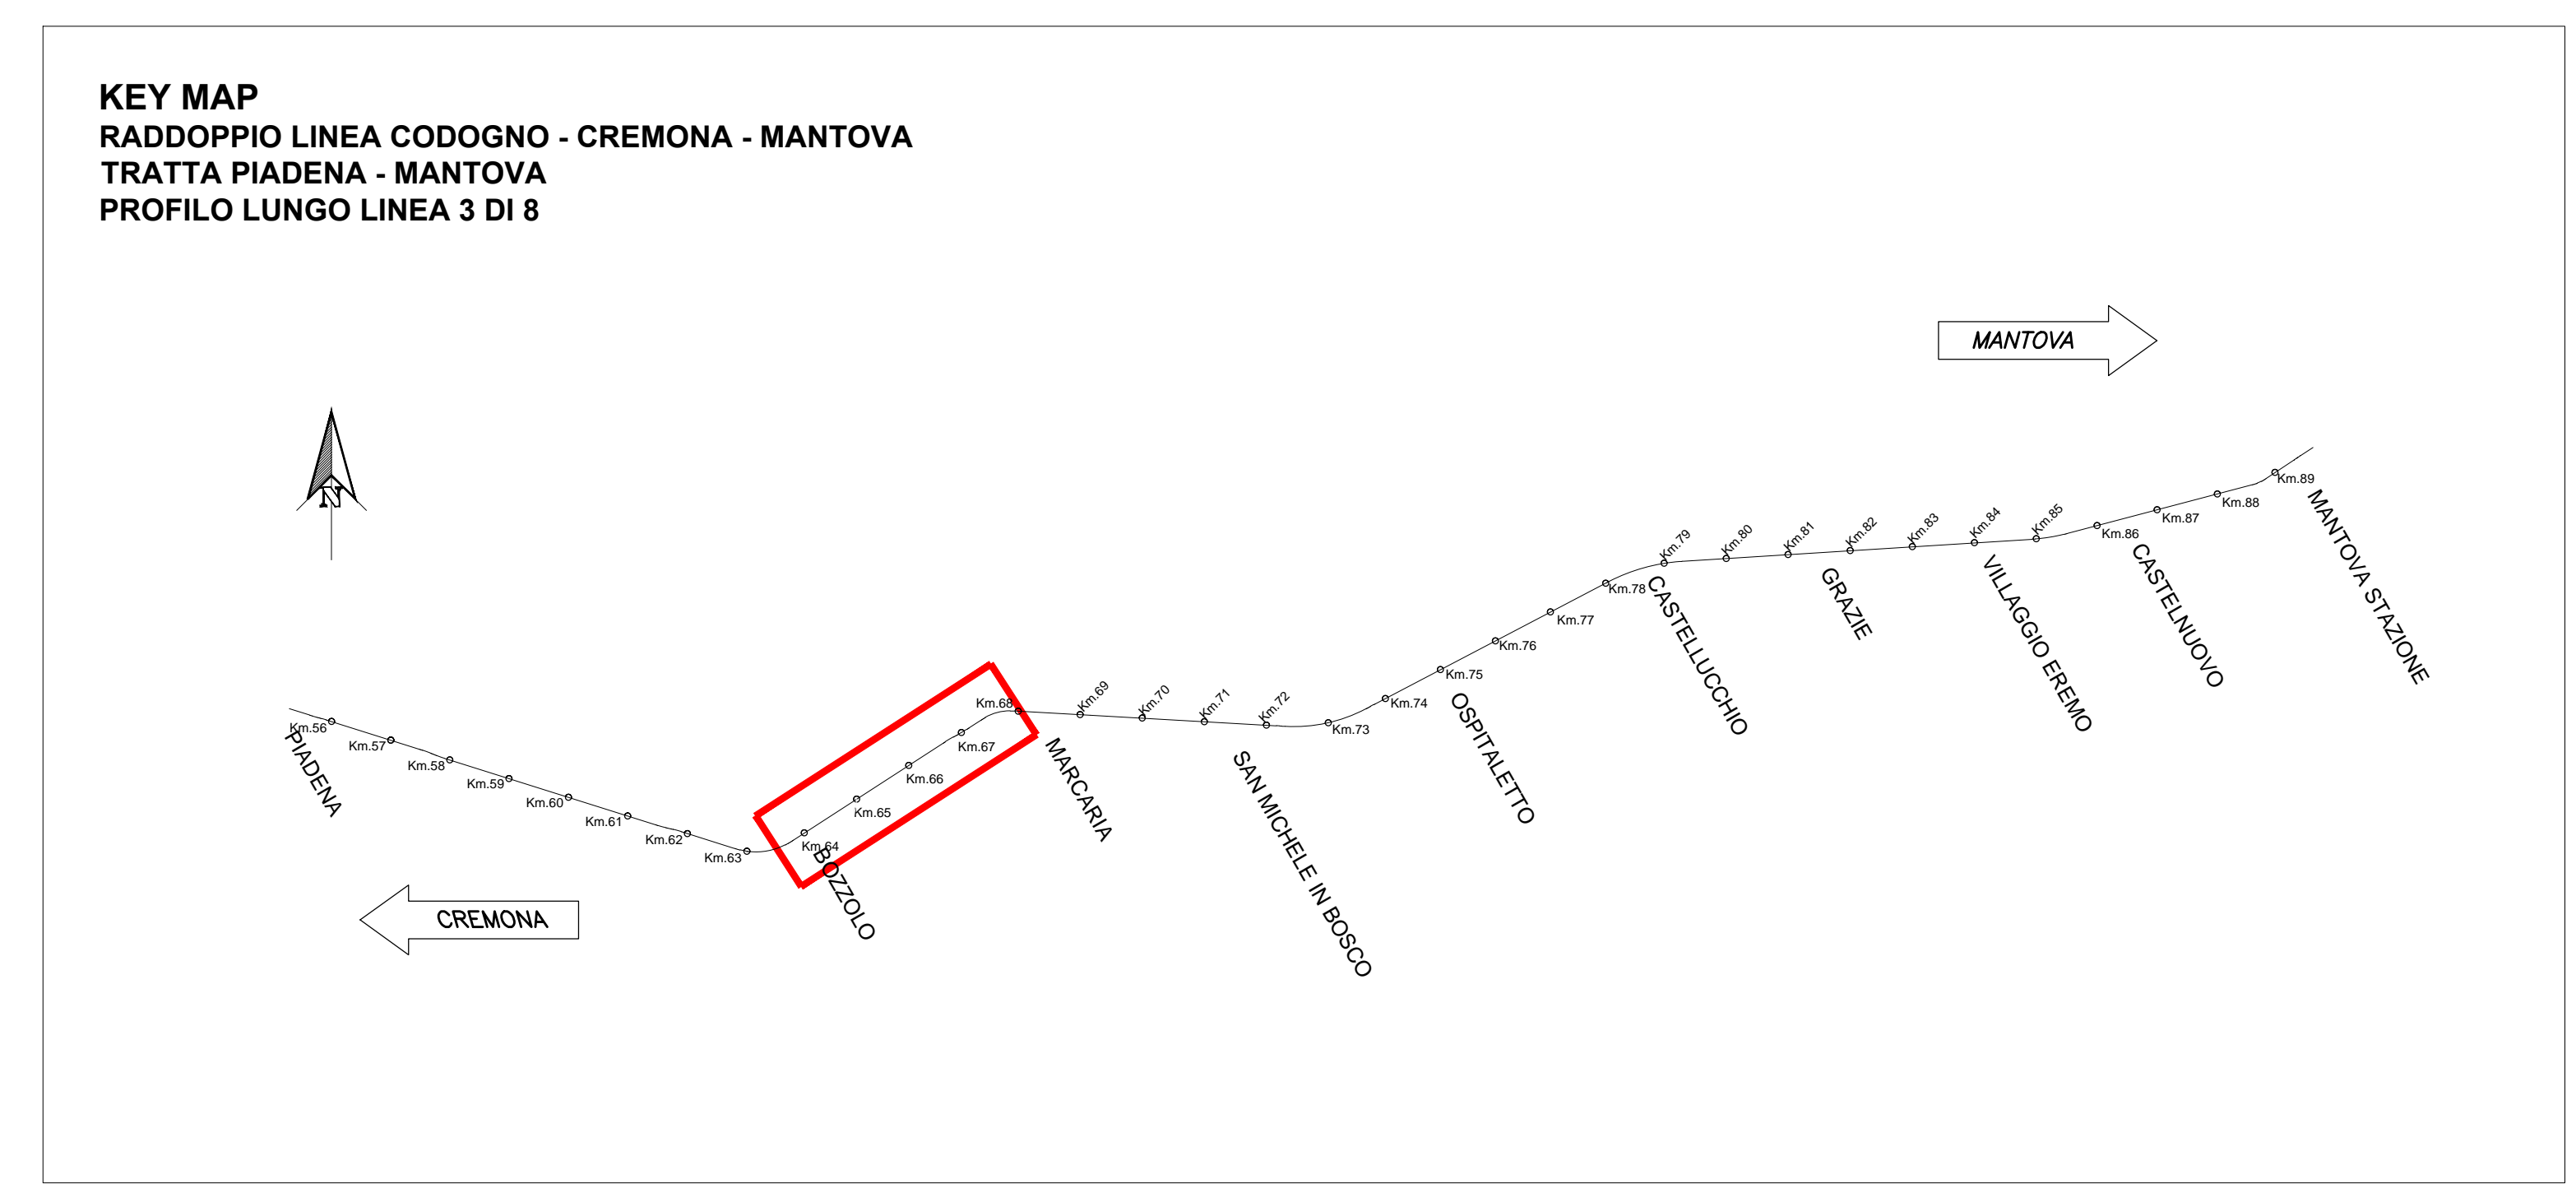 KEY MAP
RADDOPPIO LINEA CODOGNO - CREMONA - MANTOVA
TRATTA PIADENA - MANTOVA
PROFILO LUNGO LINEA 3 DI 8
MANTOVA
N
Km.56
Km.57
Km.58
Km.59
Km.60
Km.61
Km.62
Km.63
Km.64
Km.65
Km.66
Km.67
Km.68
Km.69
Km.70
Km.71
Km.72
Km.73
Km.74
Km.75
Km.76
Km.77
Km.78
Km.79
Km.80
Km.81
Km.82
Km.83
Km.84
Km.85
Km.86
Km.87
Km.88
Km.89
PIADENA
BOZZOLO
MARCARIA
SAN MICHELE IN BOSCO
OSPITALETTO
CASTELLUCCHIO
GRAZIE
VILLAGGIO EREMO
CASTELNUOVO
MANTOVA STAZIONE
CREMONA